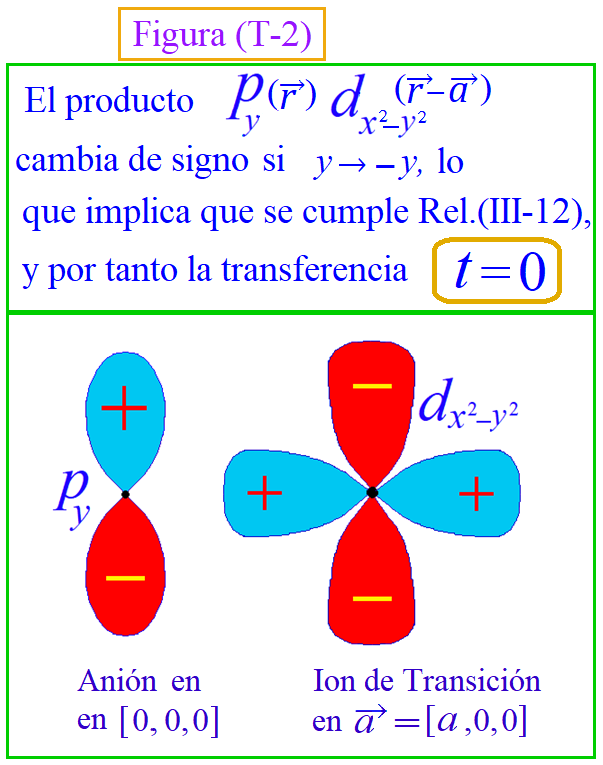 Figura (T-2)
El producto p_y(r⃗) d_{x²–y²}(r⃗–a⃗)
cambia de signo si y → –y, lo
que implica que se cumple Rel.(III-12),
y por tanto la transferencia t = 0
+
–
p_y
–
+
+
–
d_{x²–y²}
Anión en
en [0, 0, 0]
Ion de Transición
en a⃗ = [a,0,0]